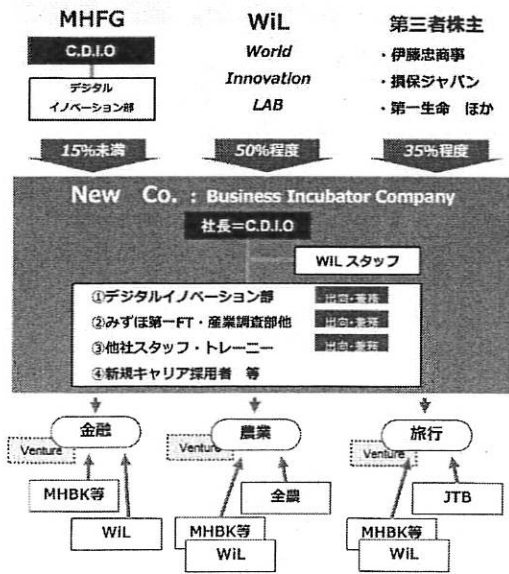 MHFG
C.D.I.O
デジタル
イノベーション部
WiL
World
Innovation
LAB
第三者株主
・伊藤忠商事
・損保ジャパン
・第一生命 ほか
15%未満
50%程度
35%程度
New Co. : Business Incubator Company
社長=C.D.I.O
WiL スタッフ
①デジタルイノベーション部 出向・兼務
②みずほ第一FT・産業調査部他 出向・兼務
③他社スタッフ・トレーニー 出向・兼務
④新規キャリア採用者 等
金融
Venture
MHBK等
WiL
農業
Venture
全農
MHBK等
WiL
旅行
Venture
JTB
MHBK等
WiL